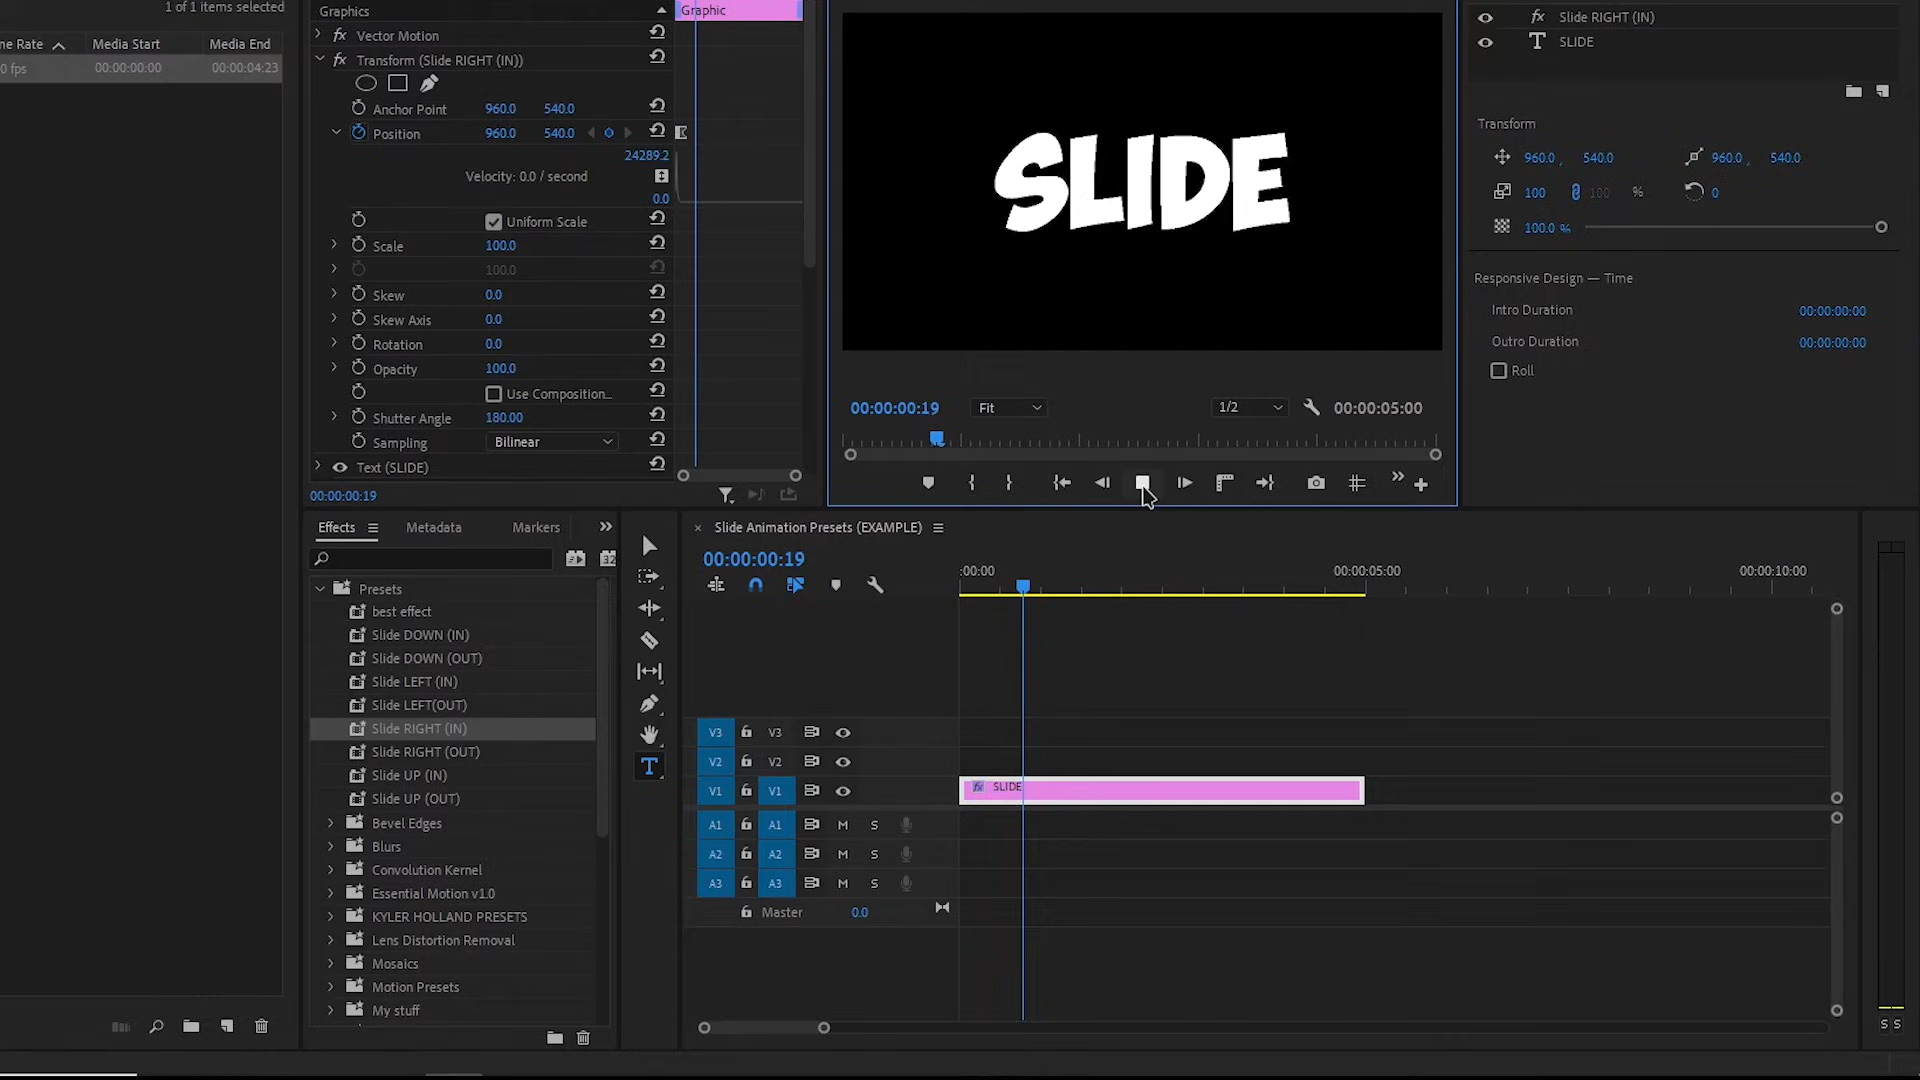 1 of 1 items selected
me Rate
Media Start
Media End
0 fps
00:00:00:00
00:00:04:23
Graphics
Graphic
Vector Motion
Transform (Slide RIGHT (IN))
Anchor Point
960.0
540.0
Position
960.0
540.0
24289.2
Velocity: 0.0 / second
0.0
Uniform Scale
Scale
100.0
100.0
Skew
0.0
Skew Axis
0.0
Rotation
0.0
Opacity
100.0
Use Composition...
Shutter Angle
180.00
Sampling
Bilinear
Text (SLIDE)
00:00:00:19
SLIDE
00:00:00:19
Fit
1/2
00:00:05:00
Slide RIGHT (IN)
SLIDE
Transform
960.0 ,
540.0
960.0 ,
540.0
100
100
%
0
100.0 %
Responsive Design — Time
Intro Duration
00:00:00:00
Outro Duration
00:00:00:00
Roll
Effects
Metadata
Markers
32
Presets
best effect
Slide DOWN (IN)
Slide DOWN (OUT)
Slide LEFT (IN)
Slide LEFT(OUT)
Slide RIGHT (IN)
Slide RIGHT (OUT)
Slide UP (IN)
Slide UP (OUT)
Bevel Edges
Blurs
Convolution Kernel
Essential Motion v1.0
KYLER HOLLAND PRESETS
Lens Distortion Removal
Mosaics
Motion Presets
My stuff
Slide Animation Presets (EXAMPLE)
00:00:00:19
:00:00
00:00:05:00
00:00:10:00
V3
V3
V2
V2
V1
V1
fx SLIDE
A1
A1
M
S
A2
A2
M
S
A3
A3
M
S
Master
0.0
S S